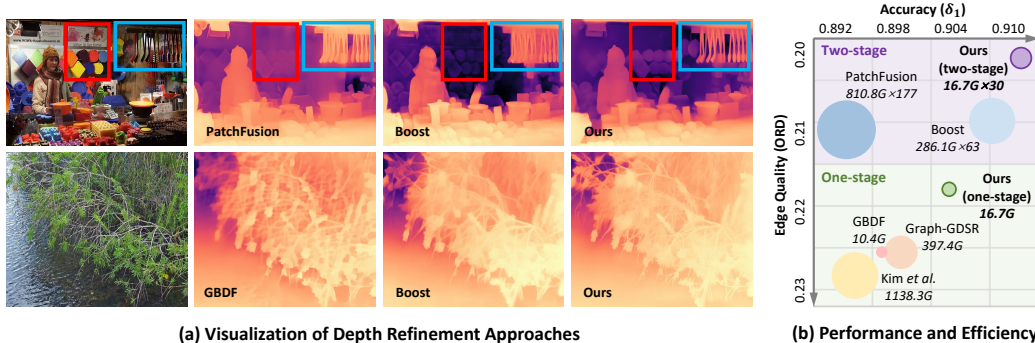 PatchFusion
Boost
Ours
GBDF
Boost
Ours
(a) Visualization of Depth Refinement Approaches
Accuracy (δ1)
0.892 0.898 0.904 0.910
Edge Quality (ORD)
0.20
0.21
0.22
0.23
Two-stage
Ours
(two-stage)
16.7G×30
PatchFusion
810.8G×177
Boost
286.1G×63
One-stage
Ours
(one-stage)
16.7G
GBDF
10.4G
Graph-GDSR
397.4G
Kim et al.
1138.3G
(b) Performance and Efficiency